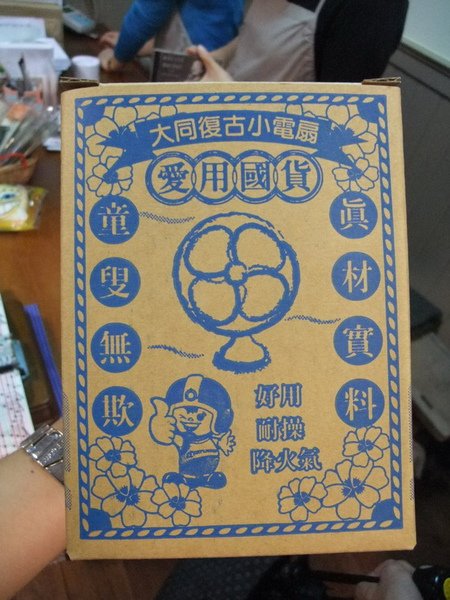 大同復古小電扇
愛用國貨
眞材實料
童叟無欺
好用
耐操
降火氣